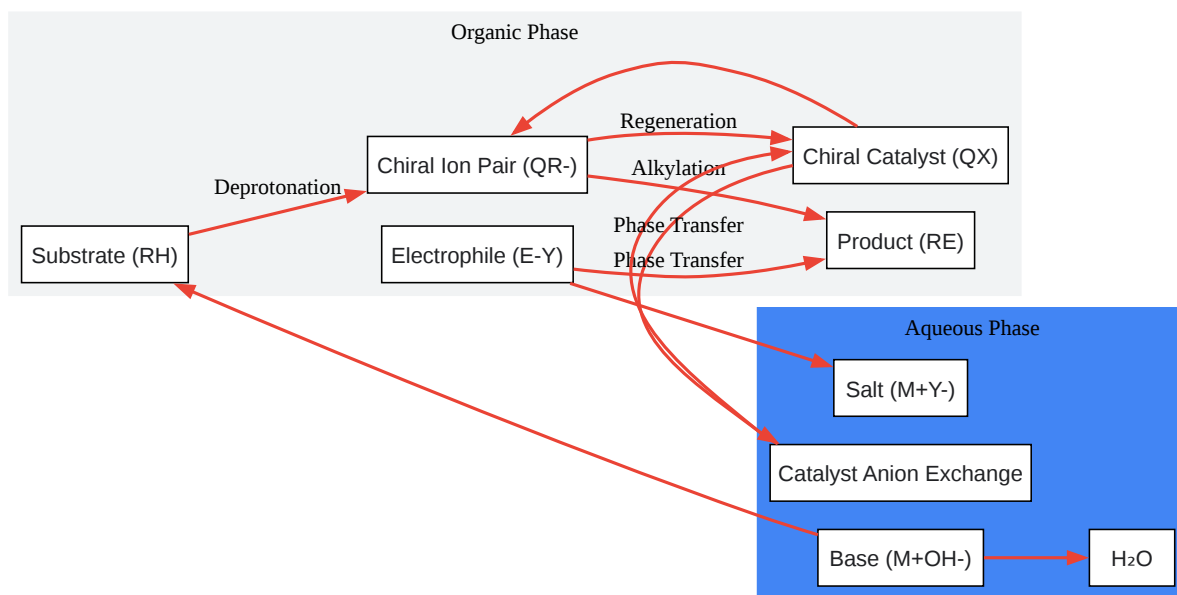 Organic Phase
Regeneration
Chiral Ion Pair (QR-)
Chiral Catalyst (QX)
Alkylation
Deprotonation
Phase Transfer
Substrate (RH)
Electrophile (E-Y)
Product (RE)
Phase Transfer
Aqueous Phase
Salt (M+Y-)
Catalyst Anion Exchange
Base (M+OH-)
H₂O